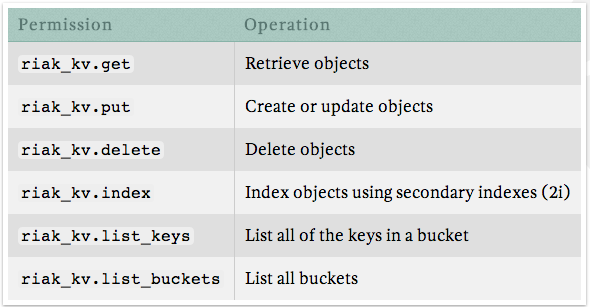 Permission Operation
riak_kv.get Retrieve objects
riak_kv.put Create or update objects
riak_kv.delete Delete objects
riak_kv.index Index objects using secondary indexes (2i)
riak_kv.list_keys List all of the keys in a bucket
riak_kv.list_buckets List all buckets